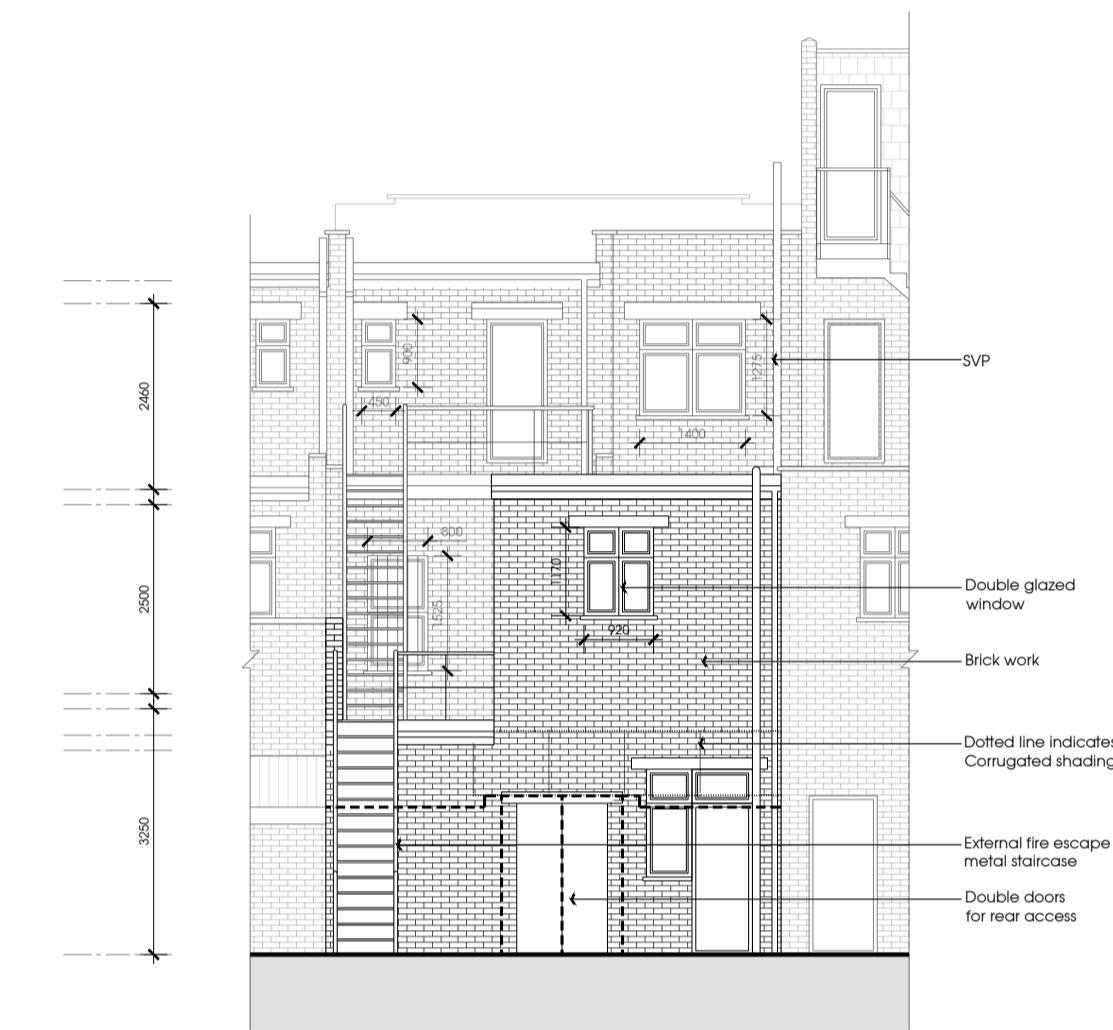 2460
900
450
1275
1400
SVP
2500
800
1525
1170
920
Double glazed
window
Brick work
Dotted line indicates
Corrugated shading
3250
External fire escape
metal staircase
Double doors
for rear access